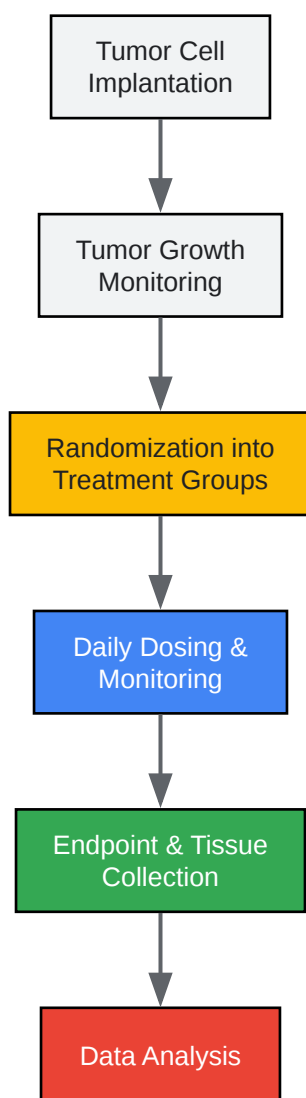 Tumor Cell
Implantation
Tumor Growth
Monitoring
Randomization into
Treatment Groups
Daily Dosing &
Monitoring
Endpoint & Tissue
Collection
Data Analysis